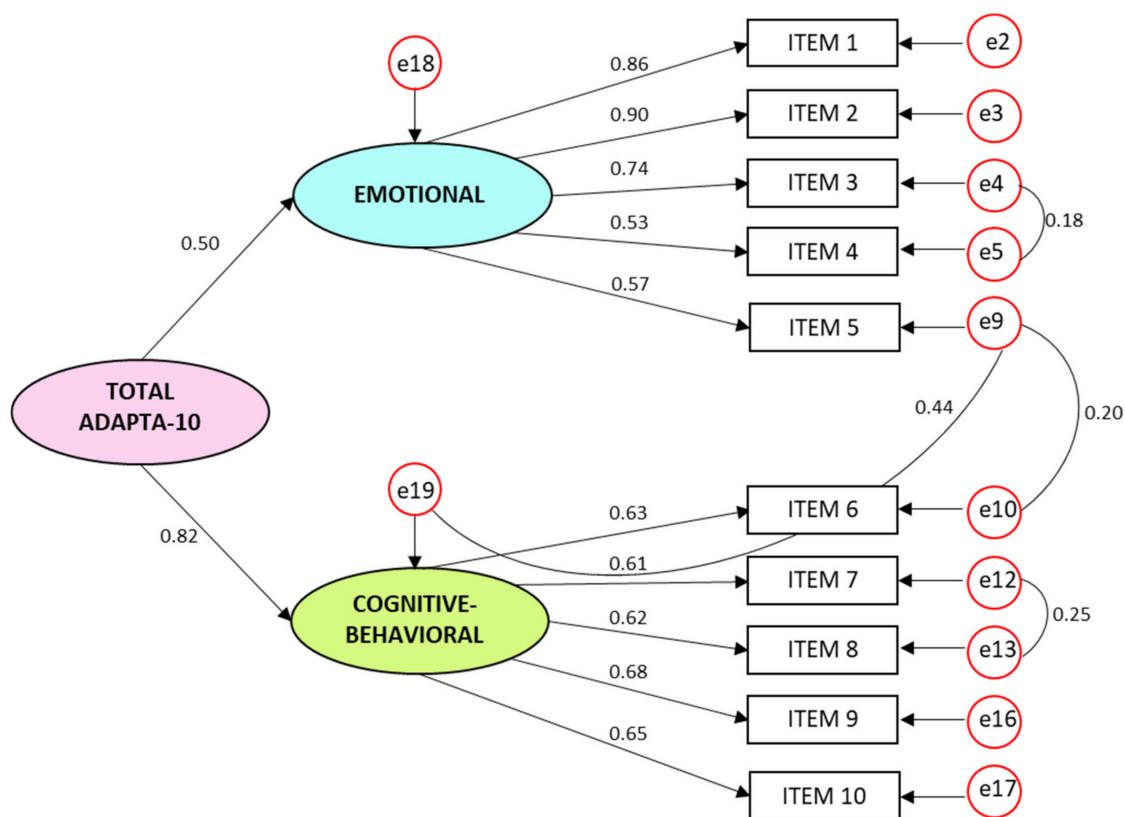 ITEM 1
e2
e18
0.86
ITEM 2
e3
0.90
ITEM 3
e4
0.74
EMOTIONAL
0.18
0.53
ITEM 4
e5
0.50
0.57
ITEM 5
e9
TOTAL
ADAPTA-10
0.44
0.20
e19
0.63
ITEM 6
e10
0.82
0.61
ITEM 7
e12
COGNITIVE-
BEHAVIORAL
0.62
0.25
ITEM 8
e13
0.68
ITEM 9
e16
0.65
ITEM 10
e17